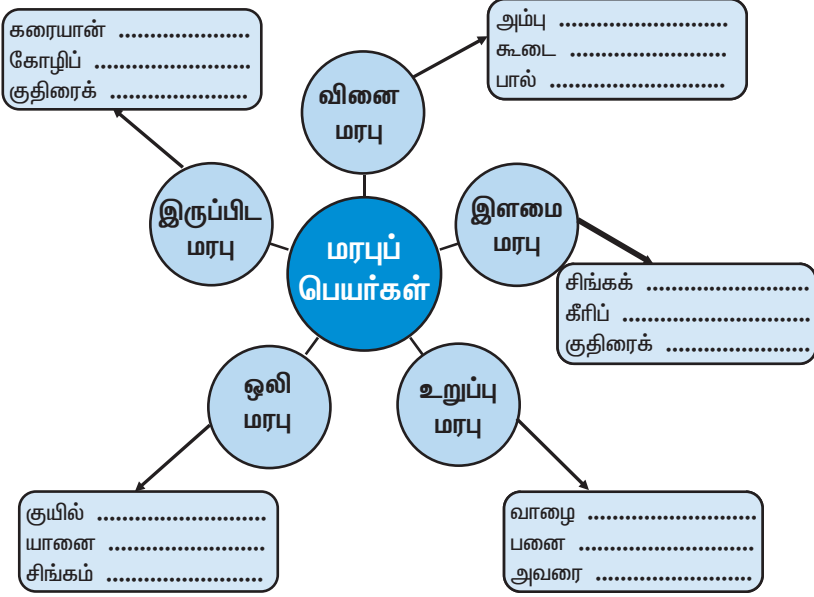 கரையான் ......................
கோழிப் ..........................
குதிரைக் .......................
அம்பு .............................
கூடை ...........................
பால் ..............................
வினை
மரபு
இருப்பிட
மரபு
இளமை
மரபு
மரபுப்
பெயர்கள்
சிங்கக் ............................
கீரிப் ................................
குதிரைக் ........................
ஒலி
மரபு
உறுப்பு
மரபு
குயில் .............................
யானை ..........................
சிங்கம் ...........................
வாழை .............................
பனை ..............................
அவரை ..........................